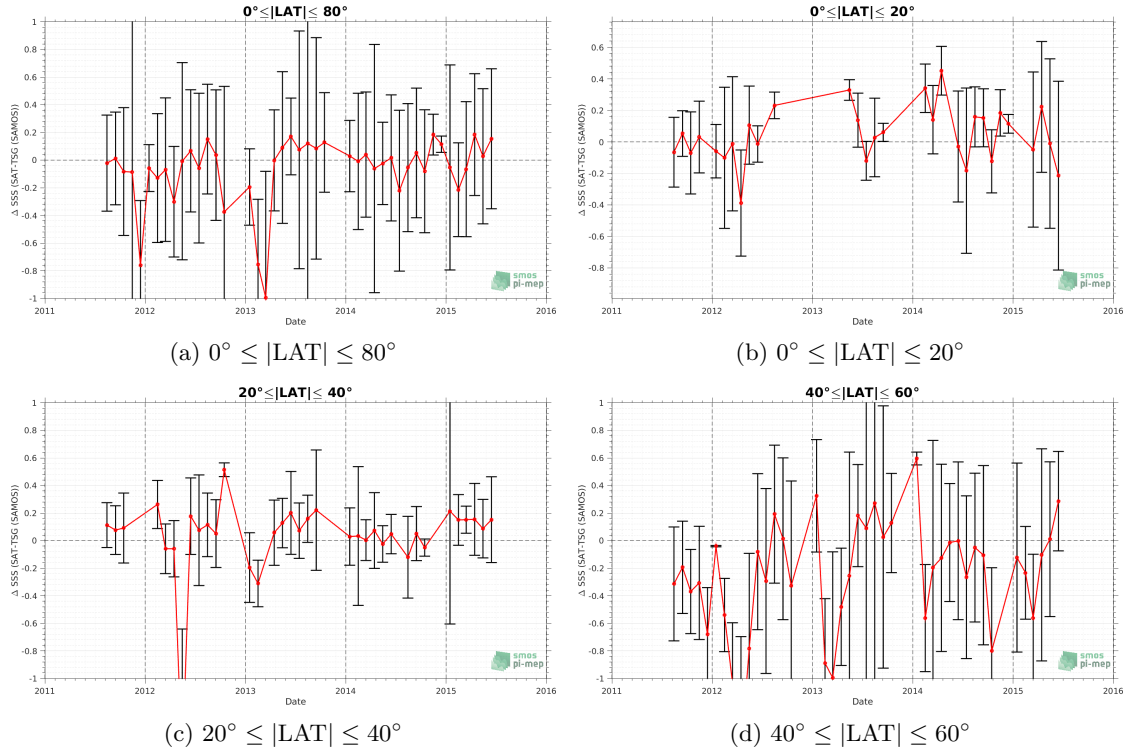 0°≤|LAT|≤ 80°
1
0.8
0.6
0.4
0.2
0
-0.2
-0.4
-0.6
-0.8
-1
Δ SSS (SAT-TSG (SAMOS))
2011
2012
2013
2014
2015
2016
Date
smos
pi-mep
(a) 0° ≤ |LAT| ≤ 80°
0°≤|LAT|≤ 20°
0.6
0.4
0.2
0
-0.2
-0.4
-0.6
-0.8
Δ SSS (SAT-TSG (SAMOS))
2011
2012
2013
2014
2015
2016
Date
smos
pi-mep
(b) 0° ≤ |LAT| ≤ 20°
20°≤|LAT|≤ 40°
1
0.8
0.6
0.4
0.2
0
-0.2
-0.4
-0.6
-0.8
-1
Δ SSS (SAT-TSG (SAMOS))
2011
2012
2013
2014
2015
2016
Date
smos
pi-mep
(c) 20° ≤ |LAT| ≤ 40°
40°≤|LAT|≤ 60°
1
0.8
0.6
0.4
0.2
0
-0.2
-0.4
-0.6
-0.8
-1
Δ SSS (SAT-TSG (SAMOS))
2011
2012
2013
2014
2015
2016
Date
smos
pi-mep
(d) 40° ≤ |LAT| ≤ 60°